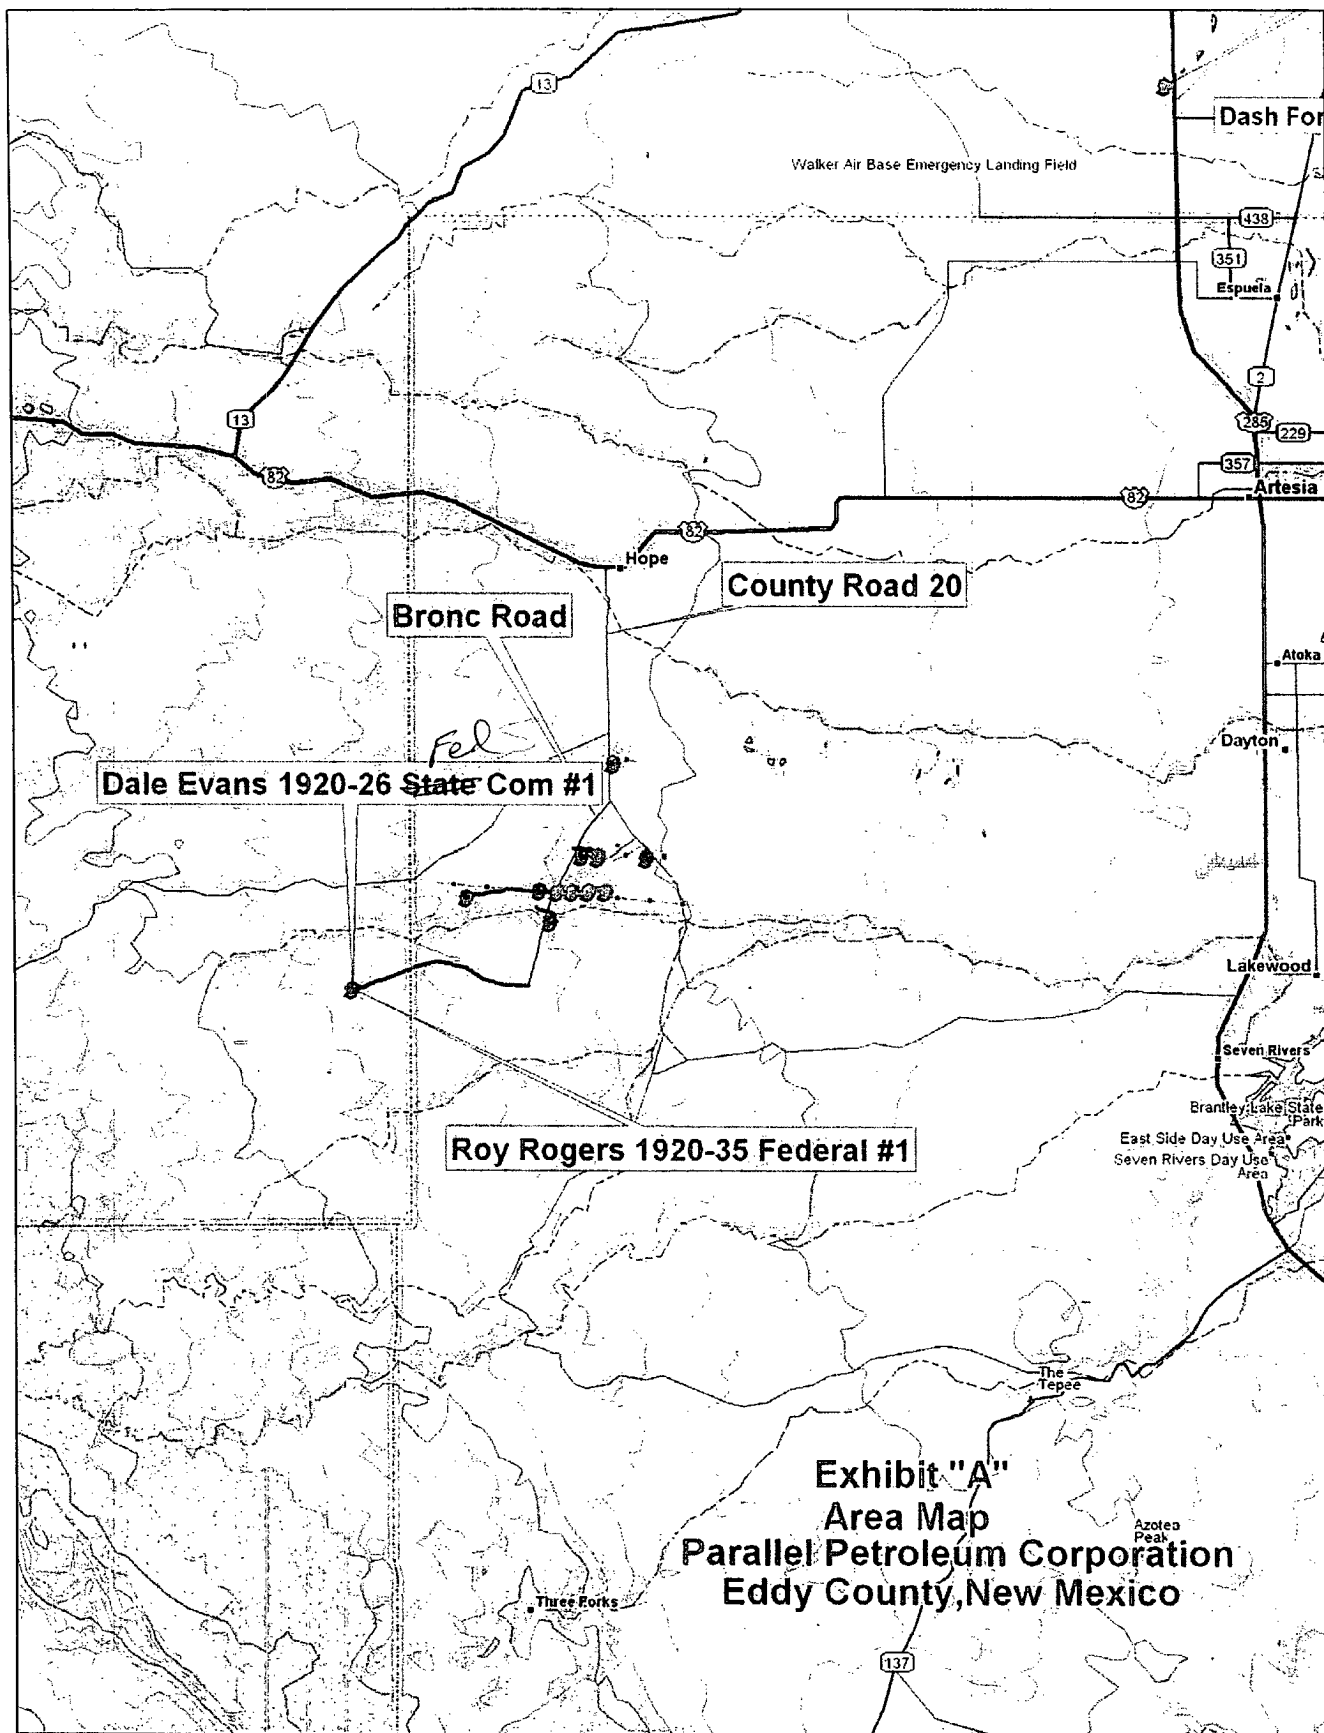 13
Dash For
Walker Air Base Emergency Landing Field
438
351
Espuela
2
13
285
229
357
82
82
Artesia
82
Hope
County Road 20
Bronc Road
Atoka
Fed
Dayton
Dale Evans 1920-26 State Com #1
Lakewood
Seven Rivers
Brantley Lake State
Park
East Side Day Use Area
Seven Rivers Day Use
Area
Roy Rogers 1920-35 Federal #1
The
Tepee
Exhibit "A"
Area Map
Azotea
Peak
Parallel Petroleum Corporation
Eddy County,New Mexico
Three Forks
137